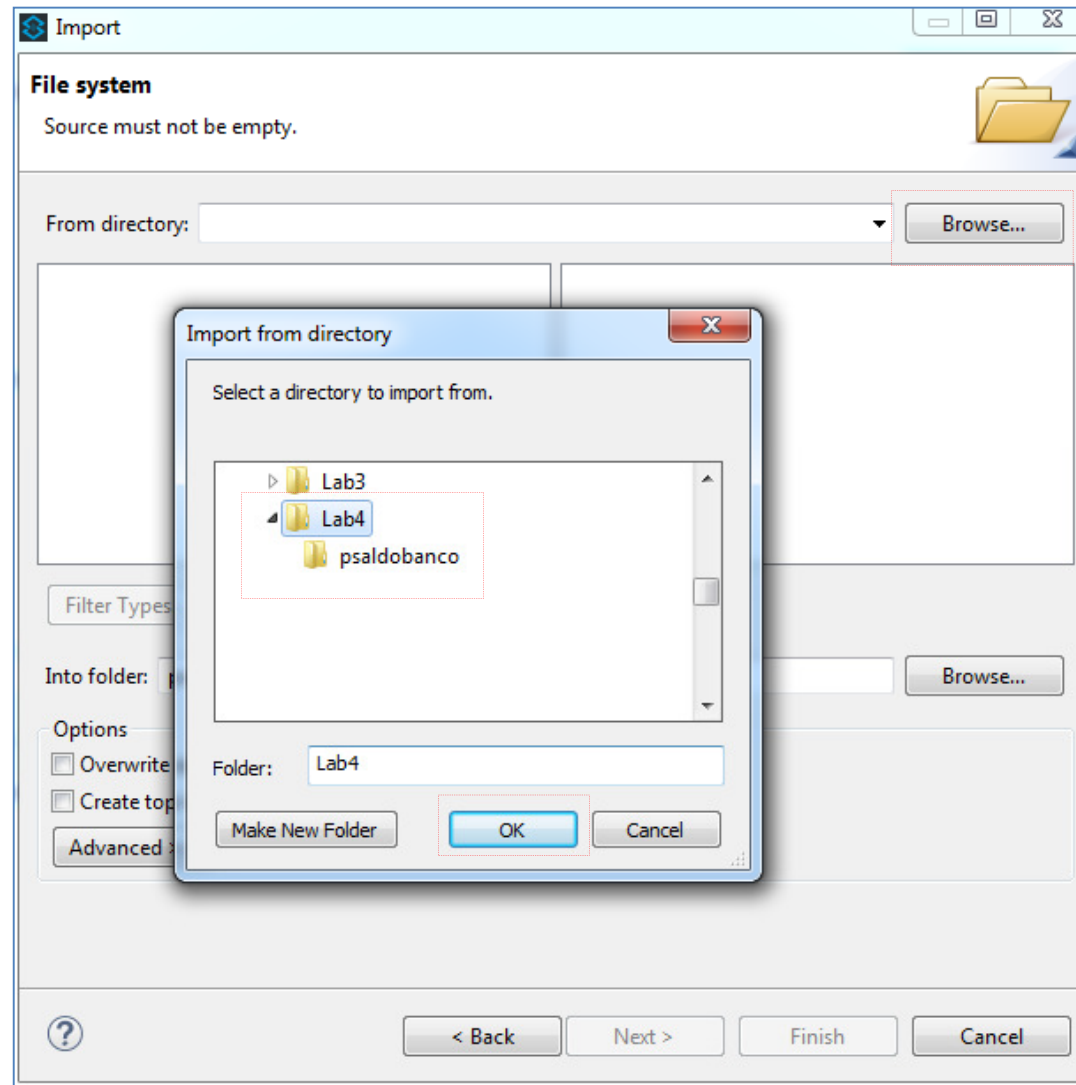 Import
File system
Source must not be empty.
From directory:
Browse...
Import from directory
Select a directory to import from.
Lab3
Lab4
psaldobanco
Filter Types
Into folder:
Browse...
Options
Overwrite
Folder: Lab4
Create top
Make New Folder OK Cancel
Advanced >
? < Back Next > Finish Cancel